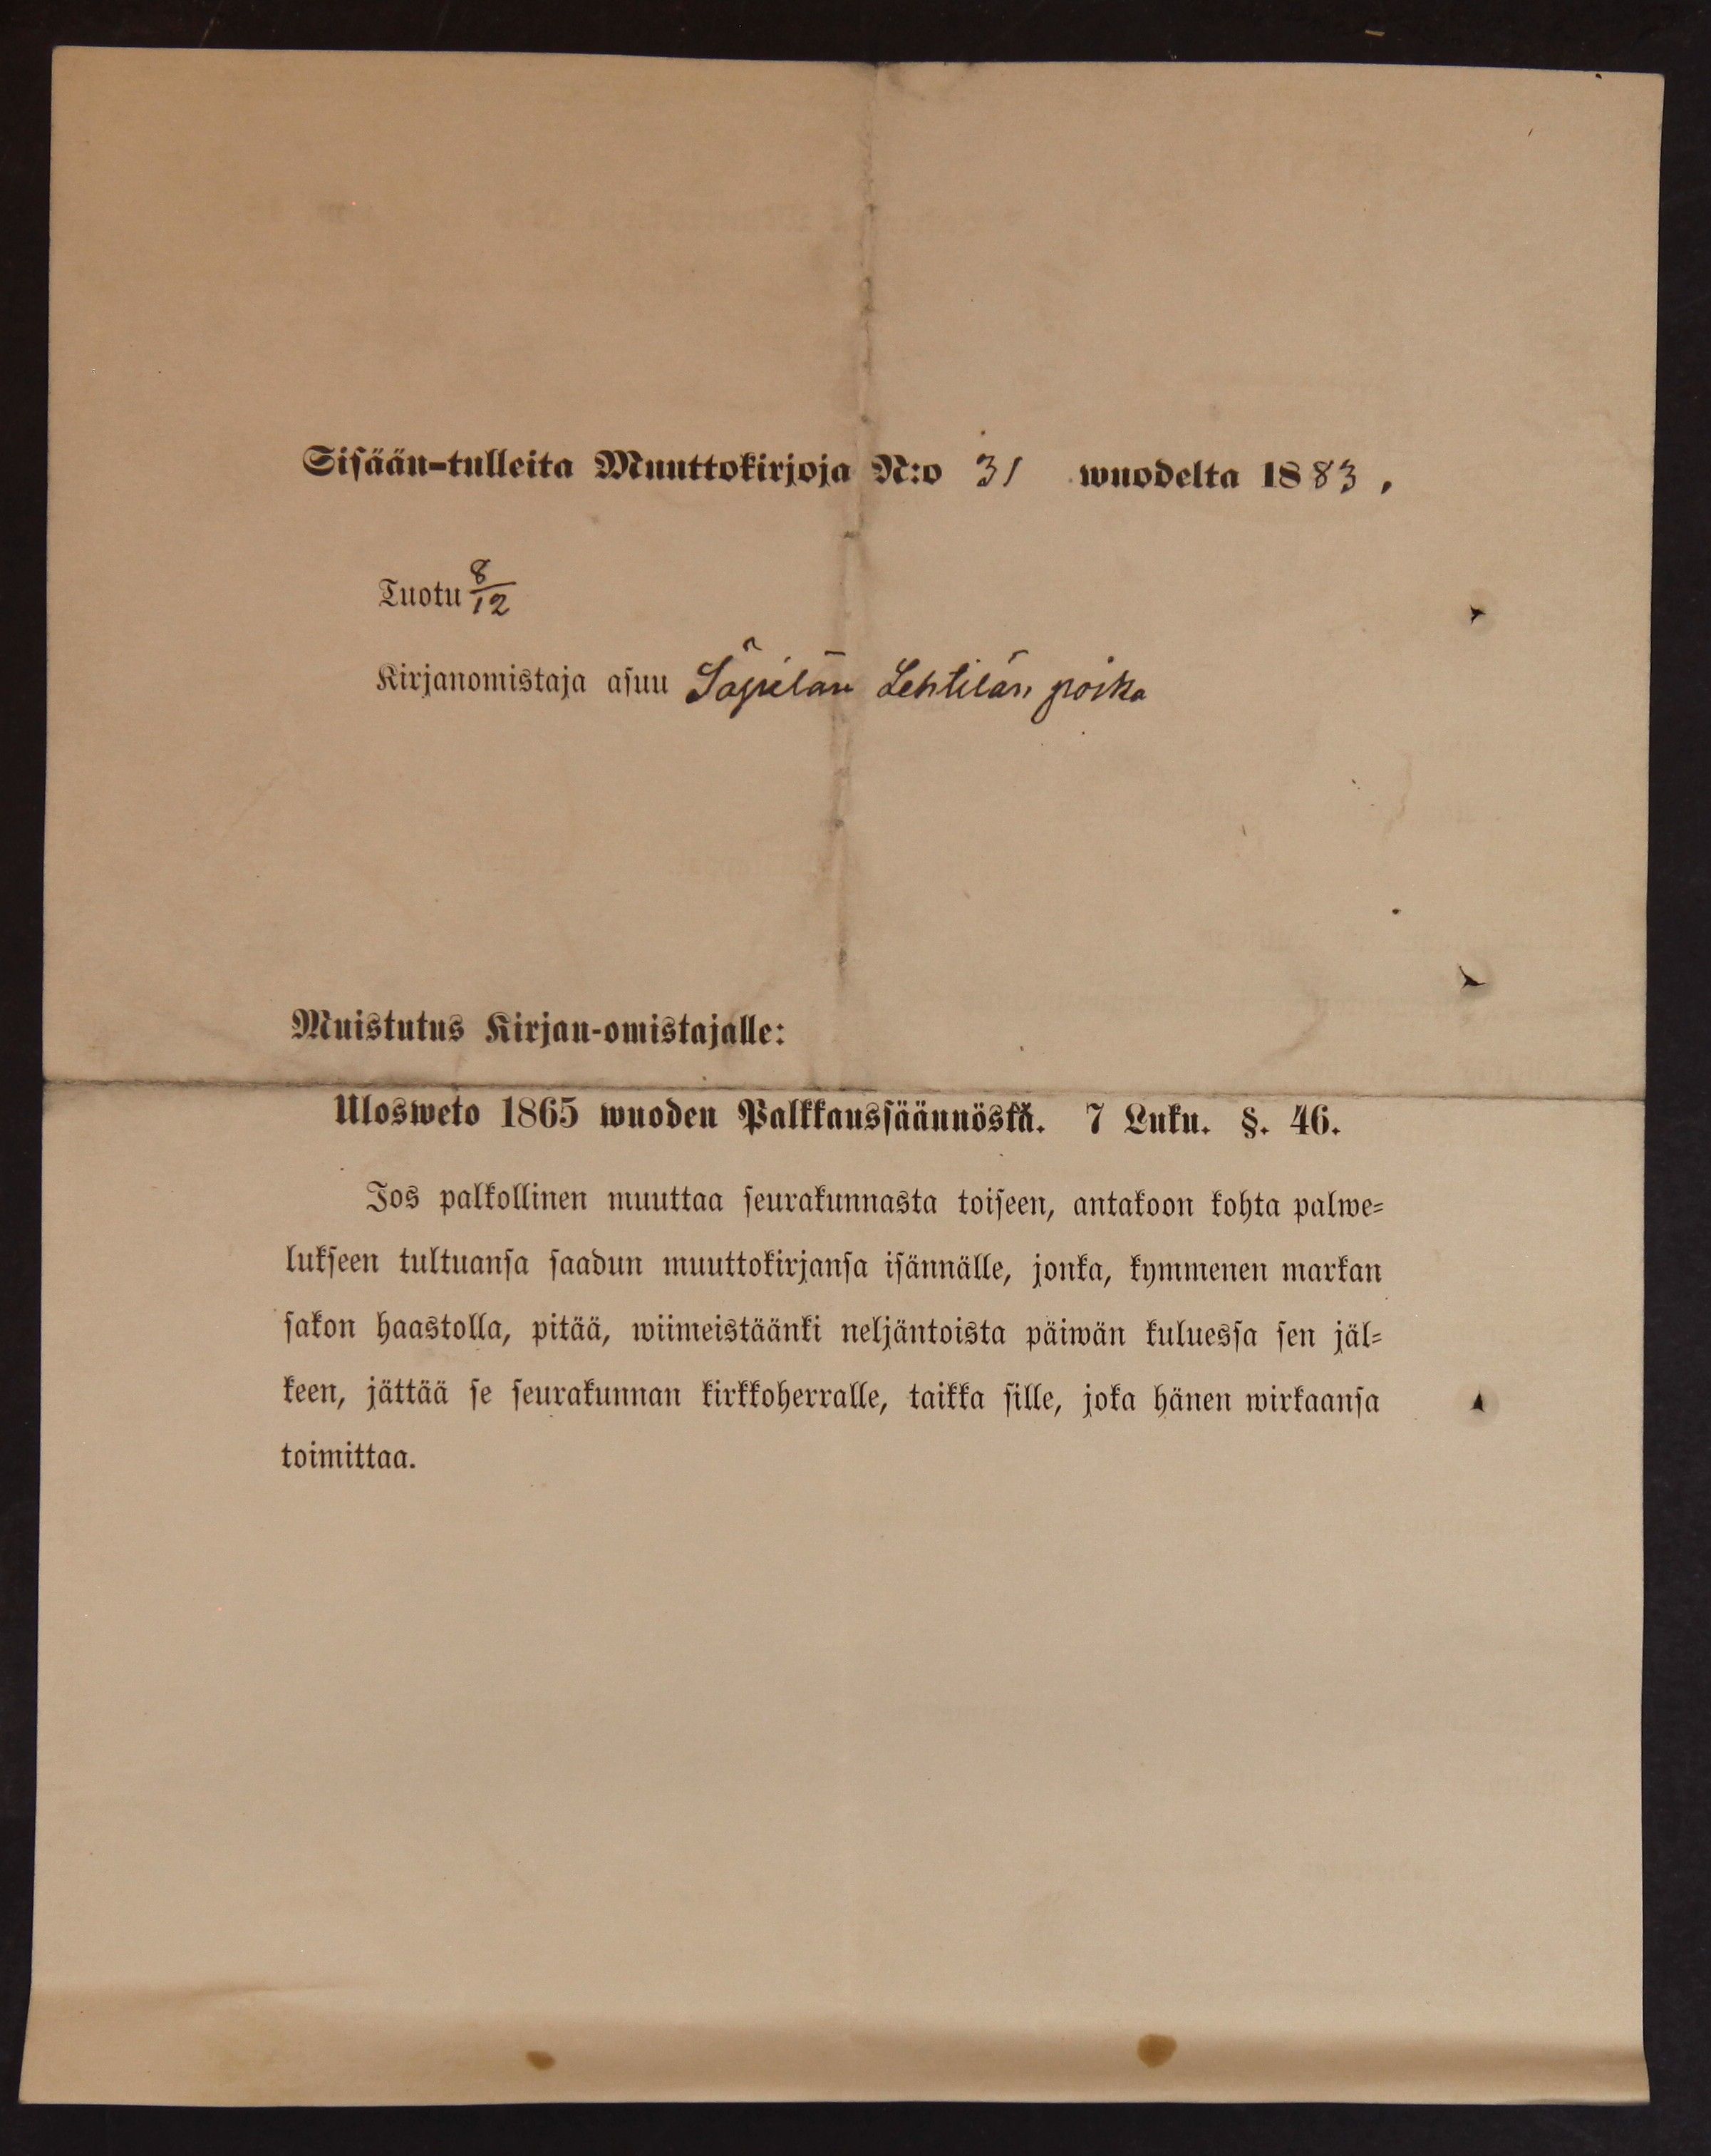 Sisään-tulleita Muuttokirjoja N:o 31 wuodelta 1883,
Tuotu 8/12
Kirjanomistaja asuu Lehtilän poika
Muistutus Kirjan-omistajalle:
Ulosweto 1865 wuoden Palkkaussäännöstä. 7 Luku. §. 46.
Jos palkollinen muuttaa seurakunnasta toiseen, antakoon kohta palwe-
lukseen tultuansa saadun muuttokirjansa isännälle, jonka, kymmenen markan
sakon haastolla, pitää, wiimeistäänki neljäntoista päiwän kuluessa sen jäl-
keen, jättää se seurakunnan kirkkoherralle, taikka sille, joka hänen wirkaansa
toimittaa.